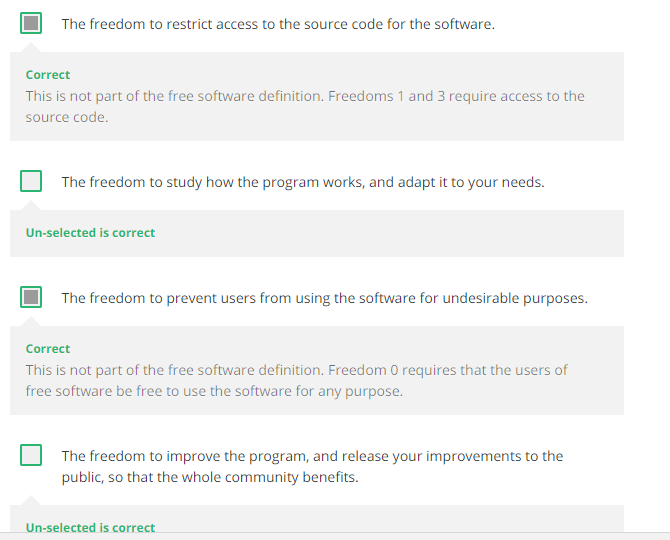 The freedom to restrict access to the source code for the software.
Correct
This is not part of the free software definition. Freedoms 1 and 3 require access to the
source code.
The freedom to study how the program works, and adapt it to your needs.
Un-selected is correct
The freedom to prevent users from using the software for undesirable purposes.
Correct
This is not part of the free software definition. Freedom 0 requires that the users of
free software be free to use the software for any purpose.
The freedom to improve the program, and release your improvements to the
public, so that the whole community benefits.
Un-selected is correct